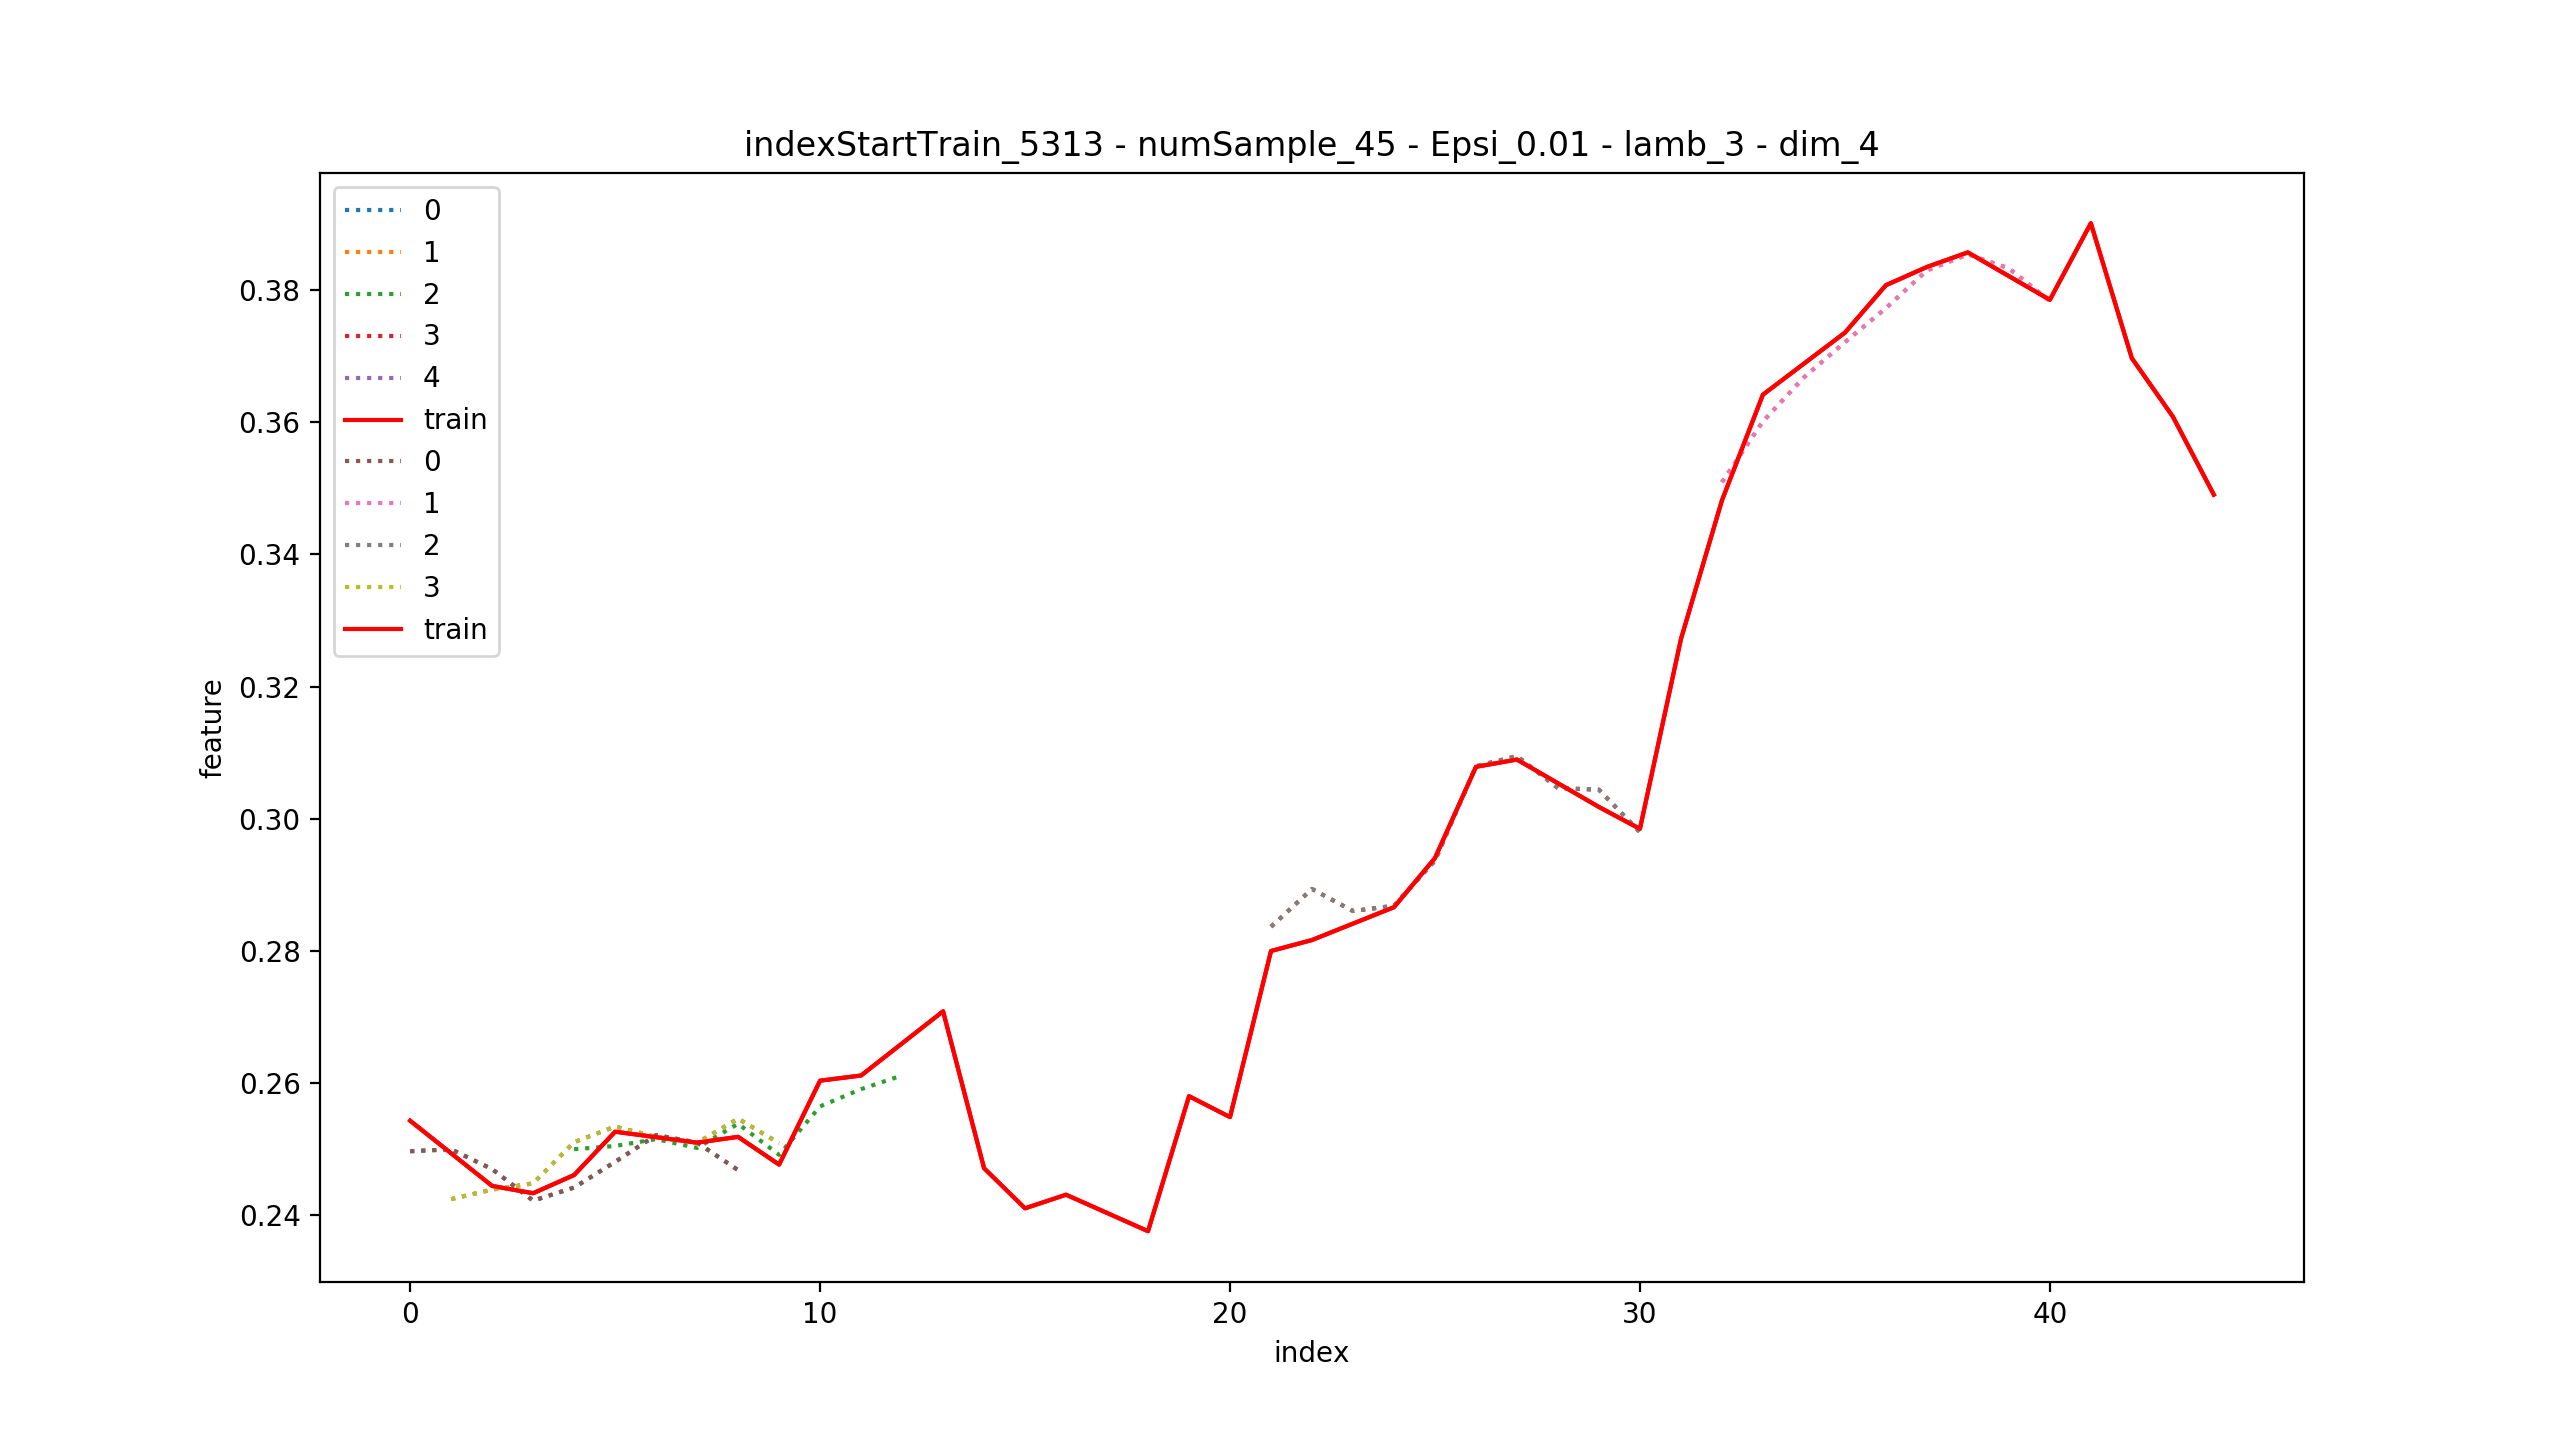 indexStartTrain_5313 - numSample_45 - Epsi_0.01 - lamb_3 - dim_4
0
1
2
3
4
train
0
1
2
3
train
feature
0.38
0.36
0.34
0.32
0.30
0.28
0.26
0.24
0 10 20 30 40
index